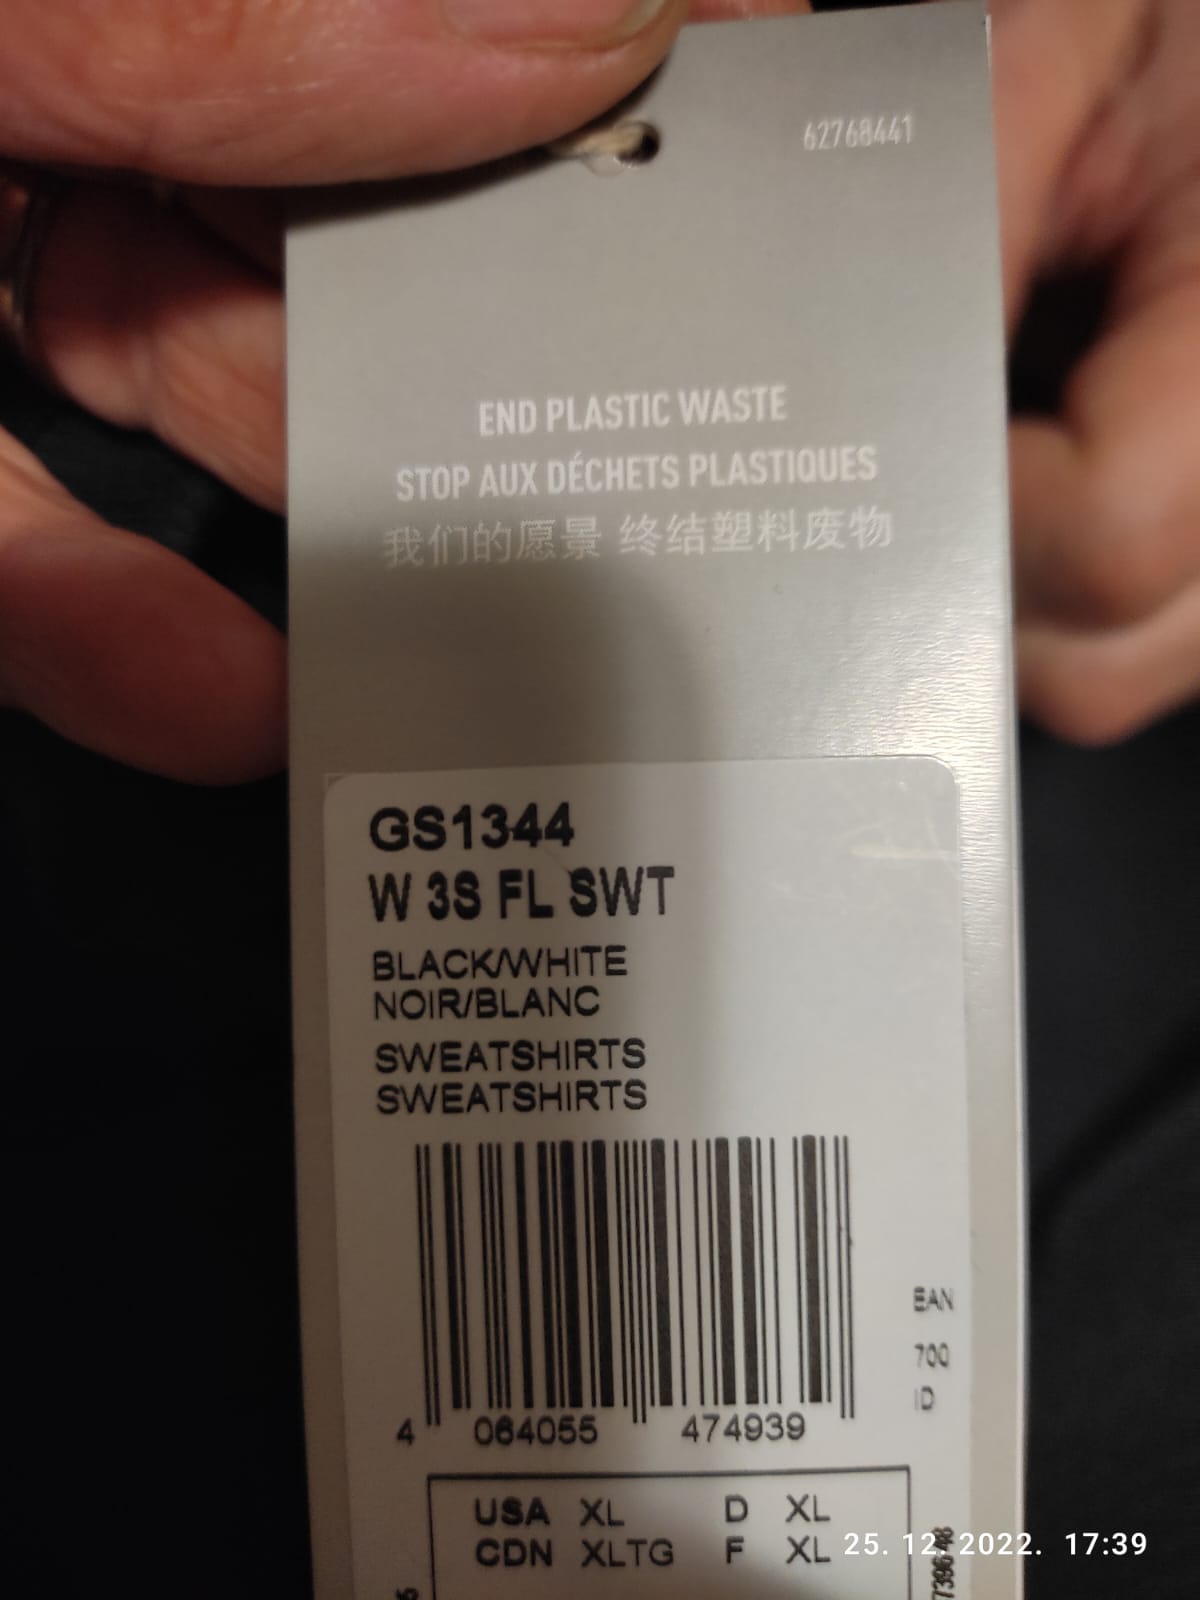 62768441
END PLASTIC WASTE
STOP AUX DÉCHETS PLASTIQUES
我们的愿景 终结塑料废物
GS1344
W 3S FL SWT
BLACK/WHITE
NOIR/BLANC
SWEATSHIRTS
SWEATSHIRTS
EAN
700
ID
4 064055 474939
USA XL D XL
CDN XLTG F XL
25. 12. 2022. 17:39